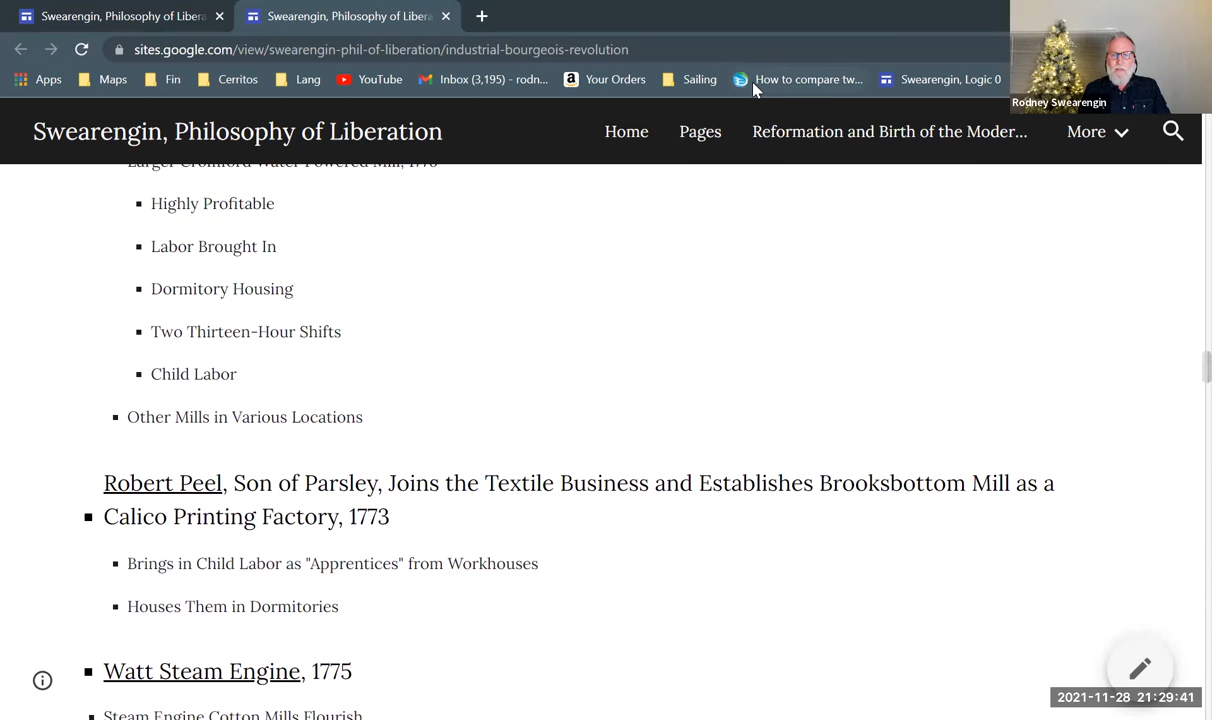 Swearengin, Philosophy of Libera
Swearengin, Philosophy of Libera
sites.google.com/view/swearengin-phil-of-liberation/industrial-bourgeois-revolution
Apps Maps Fin Cerritos Lang YouTube Inbox (3,195) - rodn... Your Orders Sailing How to compare tw... Swearengin, Logic 0
Rodney Swearengin
Swearengin, Philosophy of Liberation Home Pages Reformation and Birth of the Moder... More
Larger Cromford Water Powered Mill, 1776
Highly Profitable
Labor Brought In
Dormitory Housing
Two Thirteen-Hour Shifts
Child Labor
Other Mills in Various Locations
Robert Peel, Son of Parsley, Joins the Textile Business and Establishes Brooksbottom Mill as a
Calico Printing Factory, 1773
Brings in Child Labor as "Apprentices" from Workhouses
Houses Them in Dormitories
Watt Steam Engine, 1775
Steam Engine Cotton Mills Flourish
2021-11-28 21:29:41